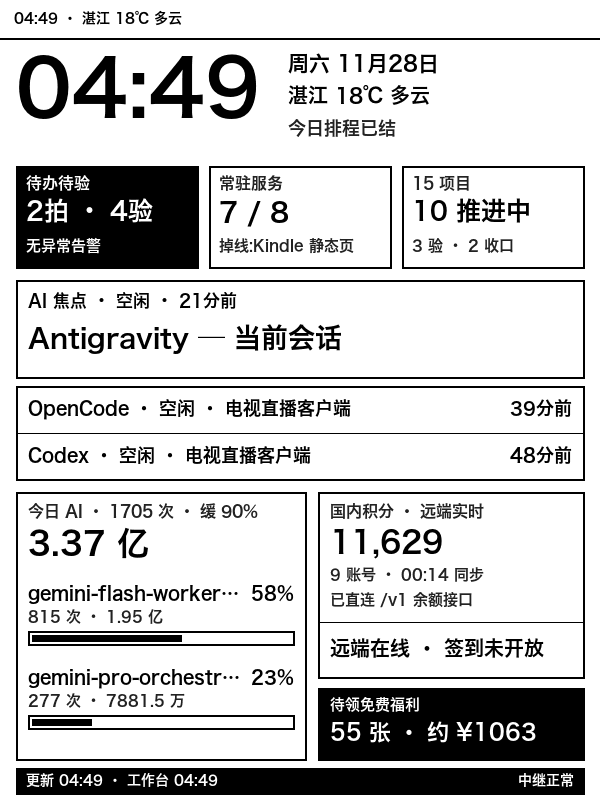 04:49 · 湛江 18℃ 多云
04:49
周六 11月28日
湛江 18℃ 多云
今日排程已结
待办待验
2拍 · 4验
无异常告警
常驻服务
7 / 8
掉线:Kindle 静态页
15 项目
10 推进中
3 验 · 2 收口
AI 焦点 · 空闲 · 21分前
Antigravity — 当前会话
OpenCode · 空闲 · 电视直播客户端 39分前
Codex · 空闲 · 电视直播客户端 48分前
今日 AI · 1705 次 · 缓 90%
3.37 亿
gemini-flash-worker… 58%
815 次 · 1.95 亿
gemini-pro-orchestr… 23%
277 次 · 7881.5 万
国内积分 · 远端实时
11,629
9 账号 · 00:14 同步
已直连 /v1 余额接口
远端在线 · 签到未开放
待领免费福利
55 张 · 约 ¥1063
更新 04:49 · 工作台 04:49 中继正常